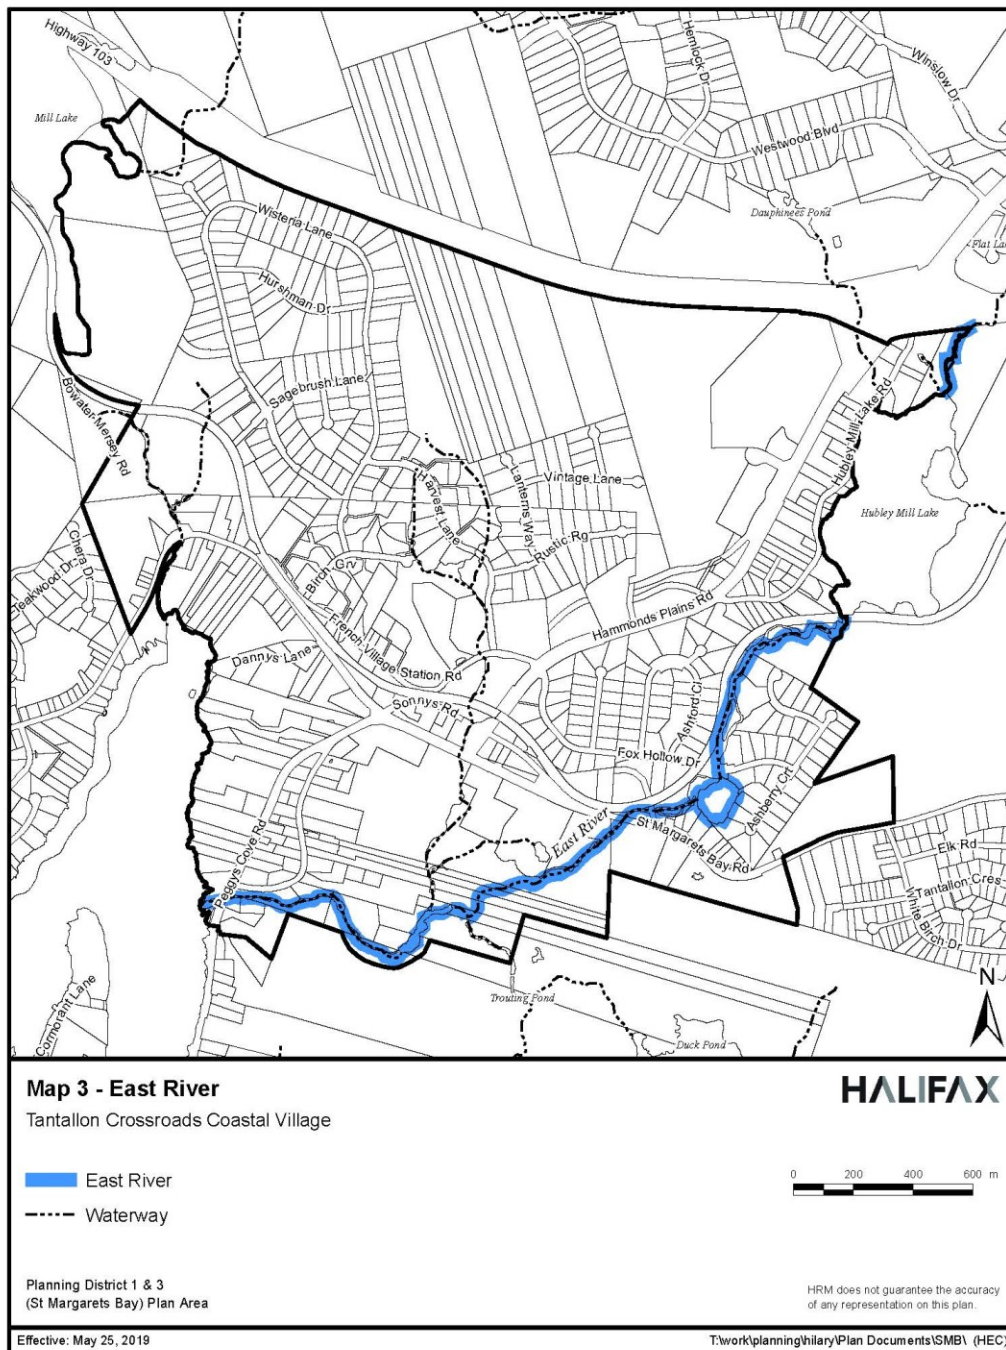 Highway 103
Hemlock Dr
Winslow Dr
Mill Lake
Westwood Blvd
Wisteria Lane
Dauphinees Pond
Flat La
Hurshman Dr
Sagebrush Lane
Bowater Mersey Rd
Hubley Mill Lake Rd
Harvest Lane
Lanterns Way
Vintage Lane
Hubley Mill Lake
Cherra Dr
Teakwood Dr
Rustic Rg
Birch
Hammonds Plains Rd
French Village Station Rd
Dannys Lane
Sonnys Rd
Ashford Cl
Fox Hollow Dr
Ashberry Crt
East River
St Margarets Bay Rd
Peggys Cove Rd
Elk Rd
Tantallon Cres
White Birch Dr
Cormorant Lane
Trouting Pond
Duck Pond
N
Map 3 - East River
HALIFAX
Tantallon Crossroads Coastal Village
East River
0 200 400 600 m
Waterway
Planning District 1 & 3
(St Margarets Bay) Plan Area
HRM does not guarantee the accuracy
of any representation on this plan.
Effective: May 25, 2019
T:\work\planning\hilary\Plan Documents\SMB\ (HEC)